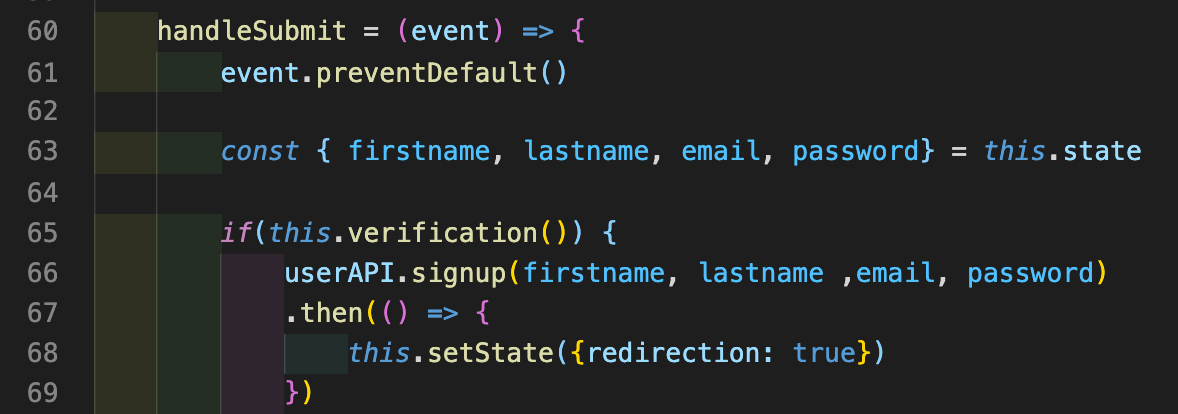 60 handleSubmit = (event) => {
61 event.preventDefault()
62
63 const { firstname, lastname, email, password} = this.state
64
65 if(this.verification()) {
66 userAPI.signup(firstname, lastname ,email, password)
67 .then(() => {
68 this.setState({redirection: true})
69 })